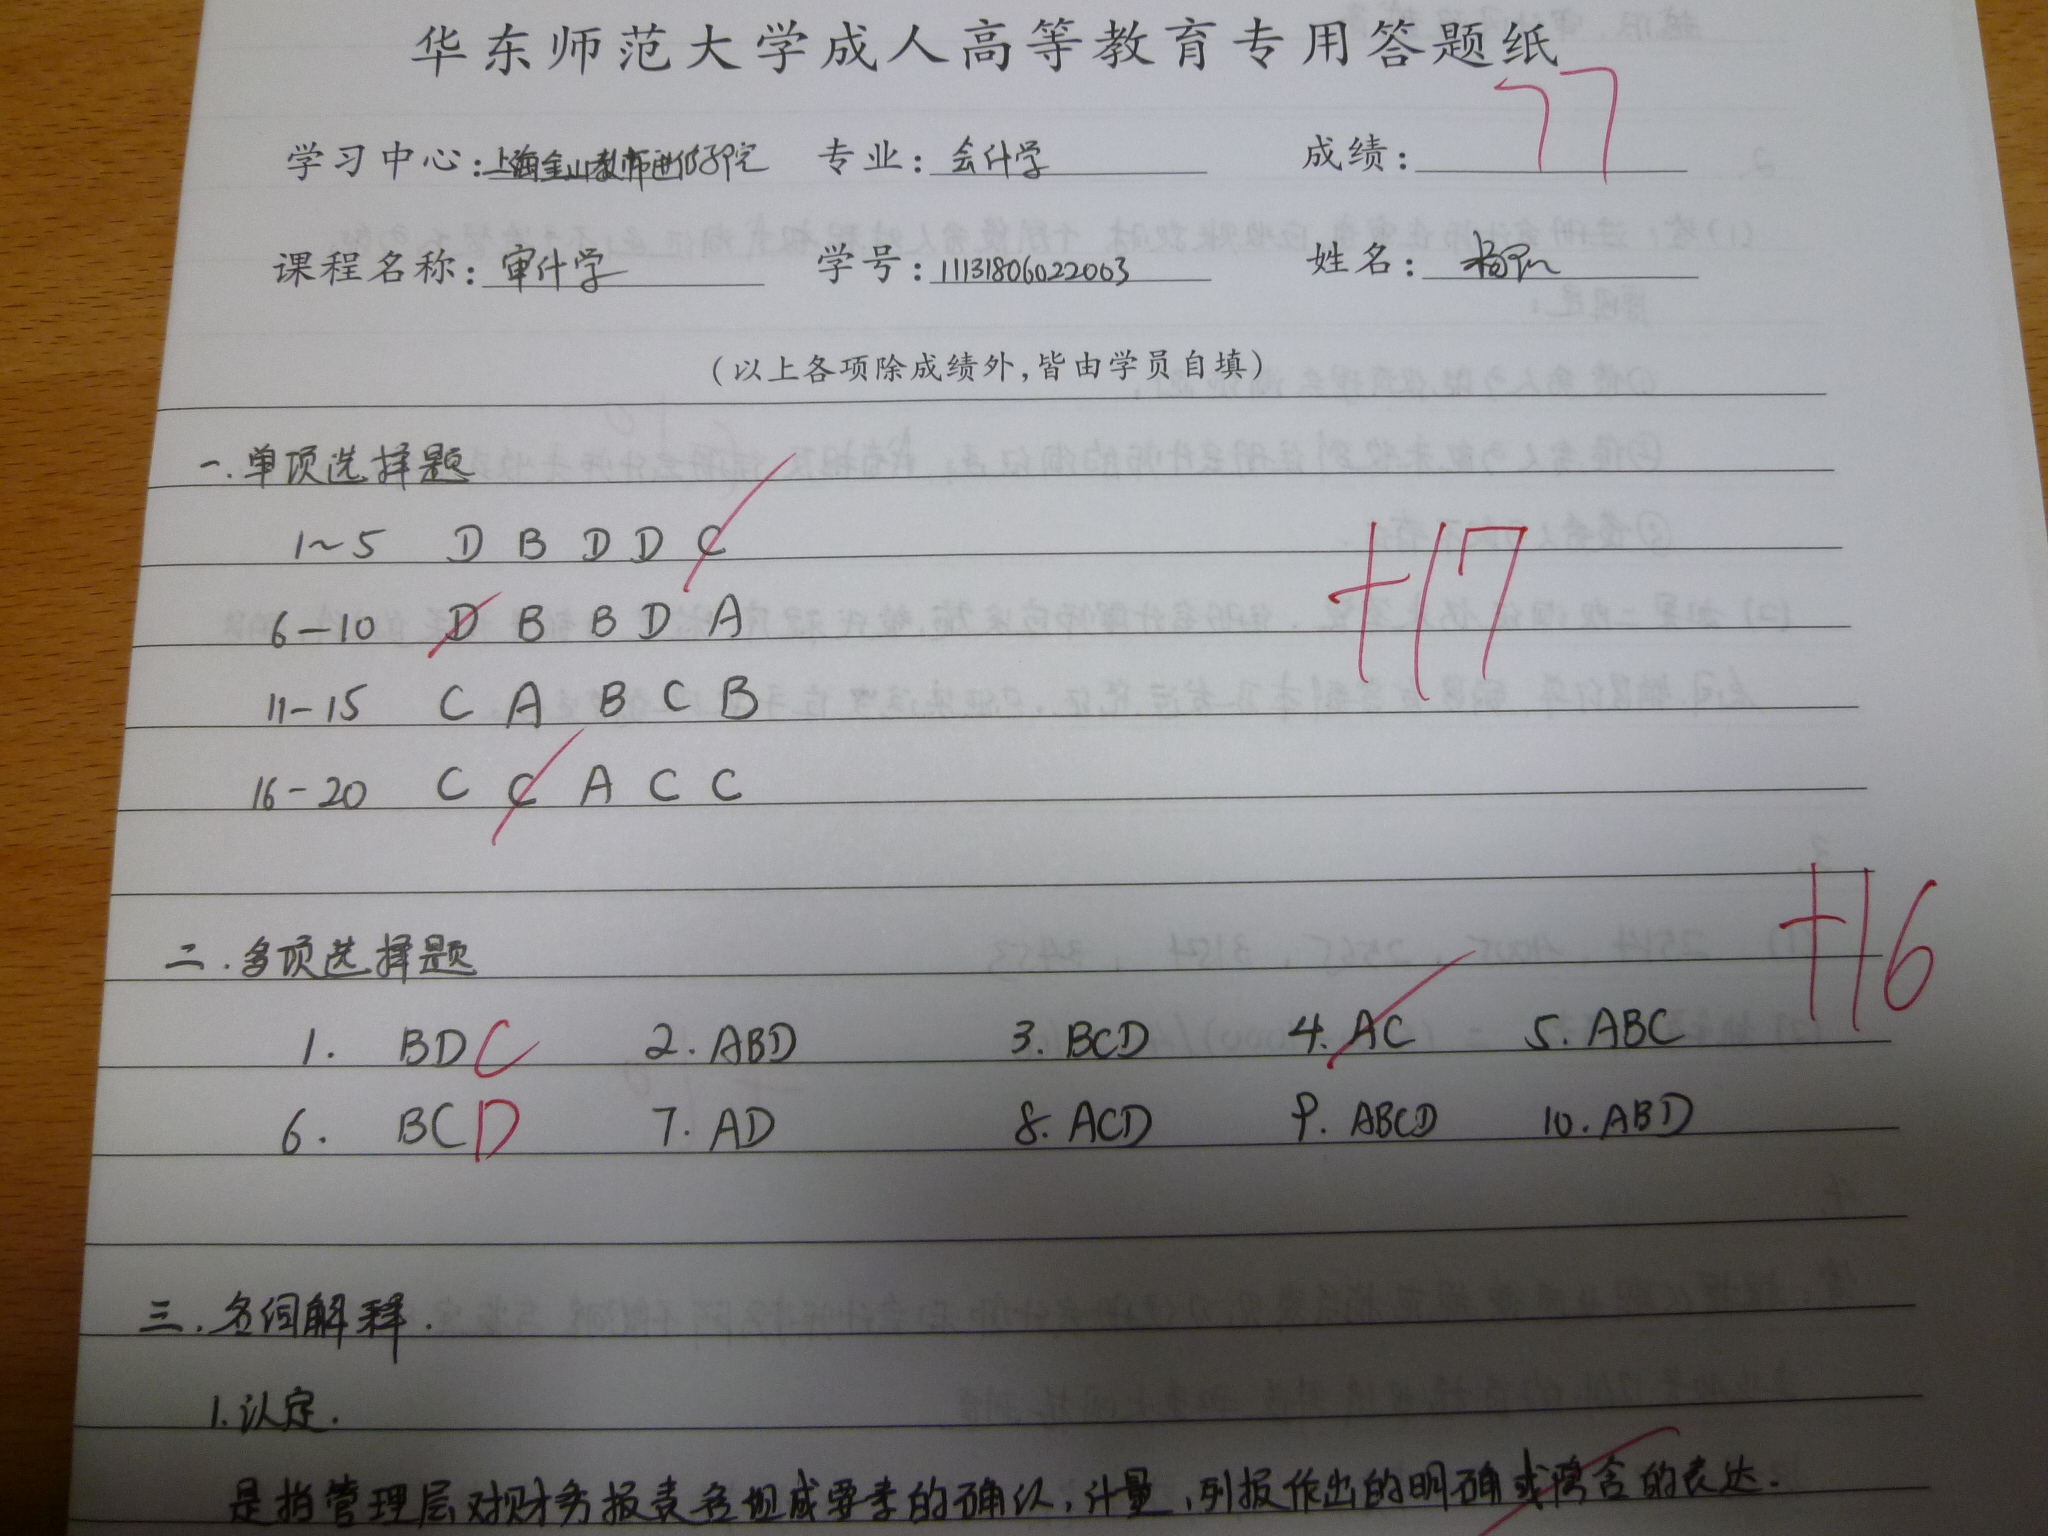 华东师范大学成人高等教育专用答题纸
学习中心:上海金山教师进修学院 专业:会计学 成绩:77
课程名称:审计学 学号:11131806022003 姓名:杨
(以上各项除成绩外,皆由学员自填)
一.单项选择题
1~5 D B D D C
6-10 D B B D A
+17
11-15 C A B C B
16-20 C C A C C
二.多项选择题 +16
1. BDC 2. ABD 3. BCD 4. AC 5. ABC
6. BCD 7. AD 8. ACD 9. ABCD 10. ABD
三.名词解释.
1.认定.
是指管理层对财务报表各组成要素的确认,计量,列报作出的明确或隐含的表达.